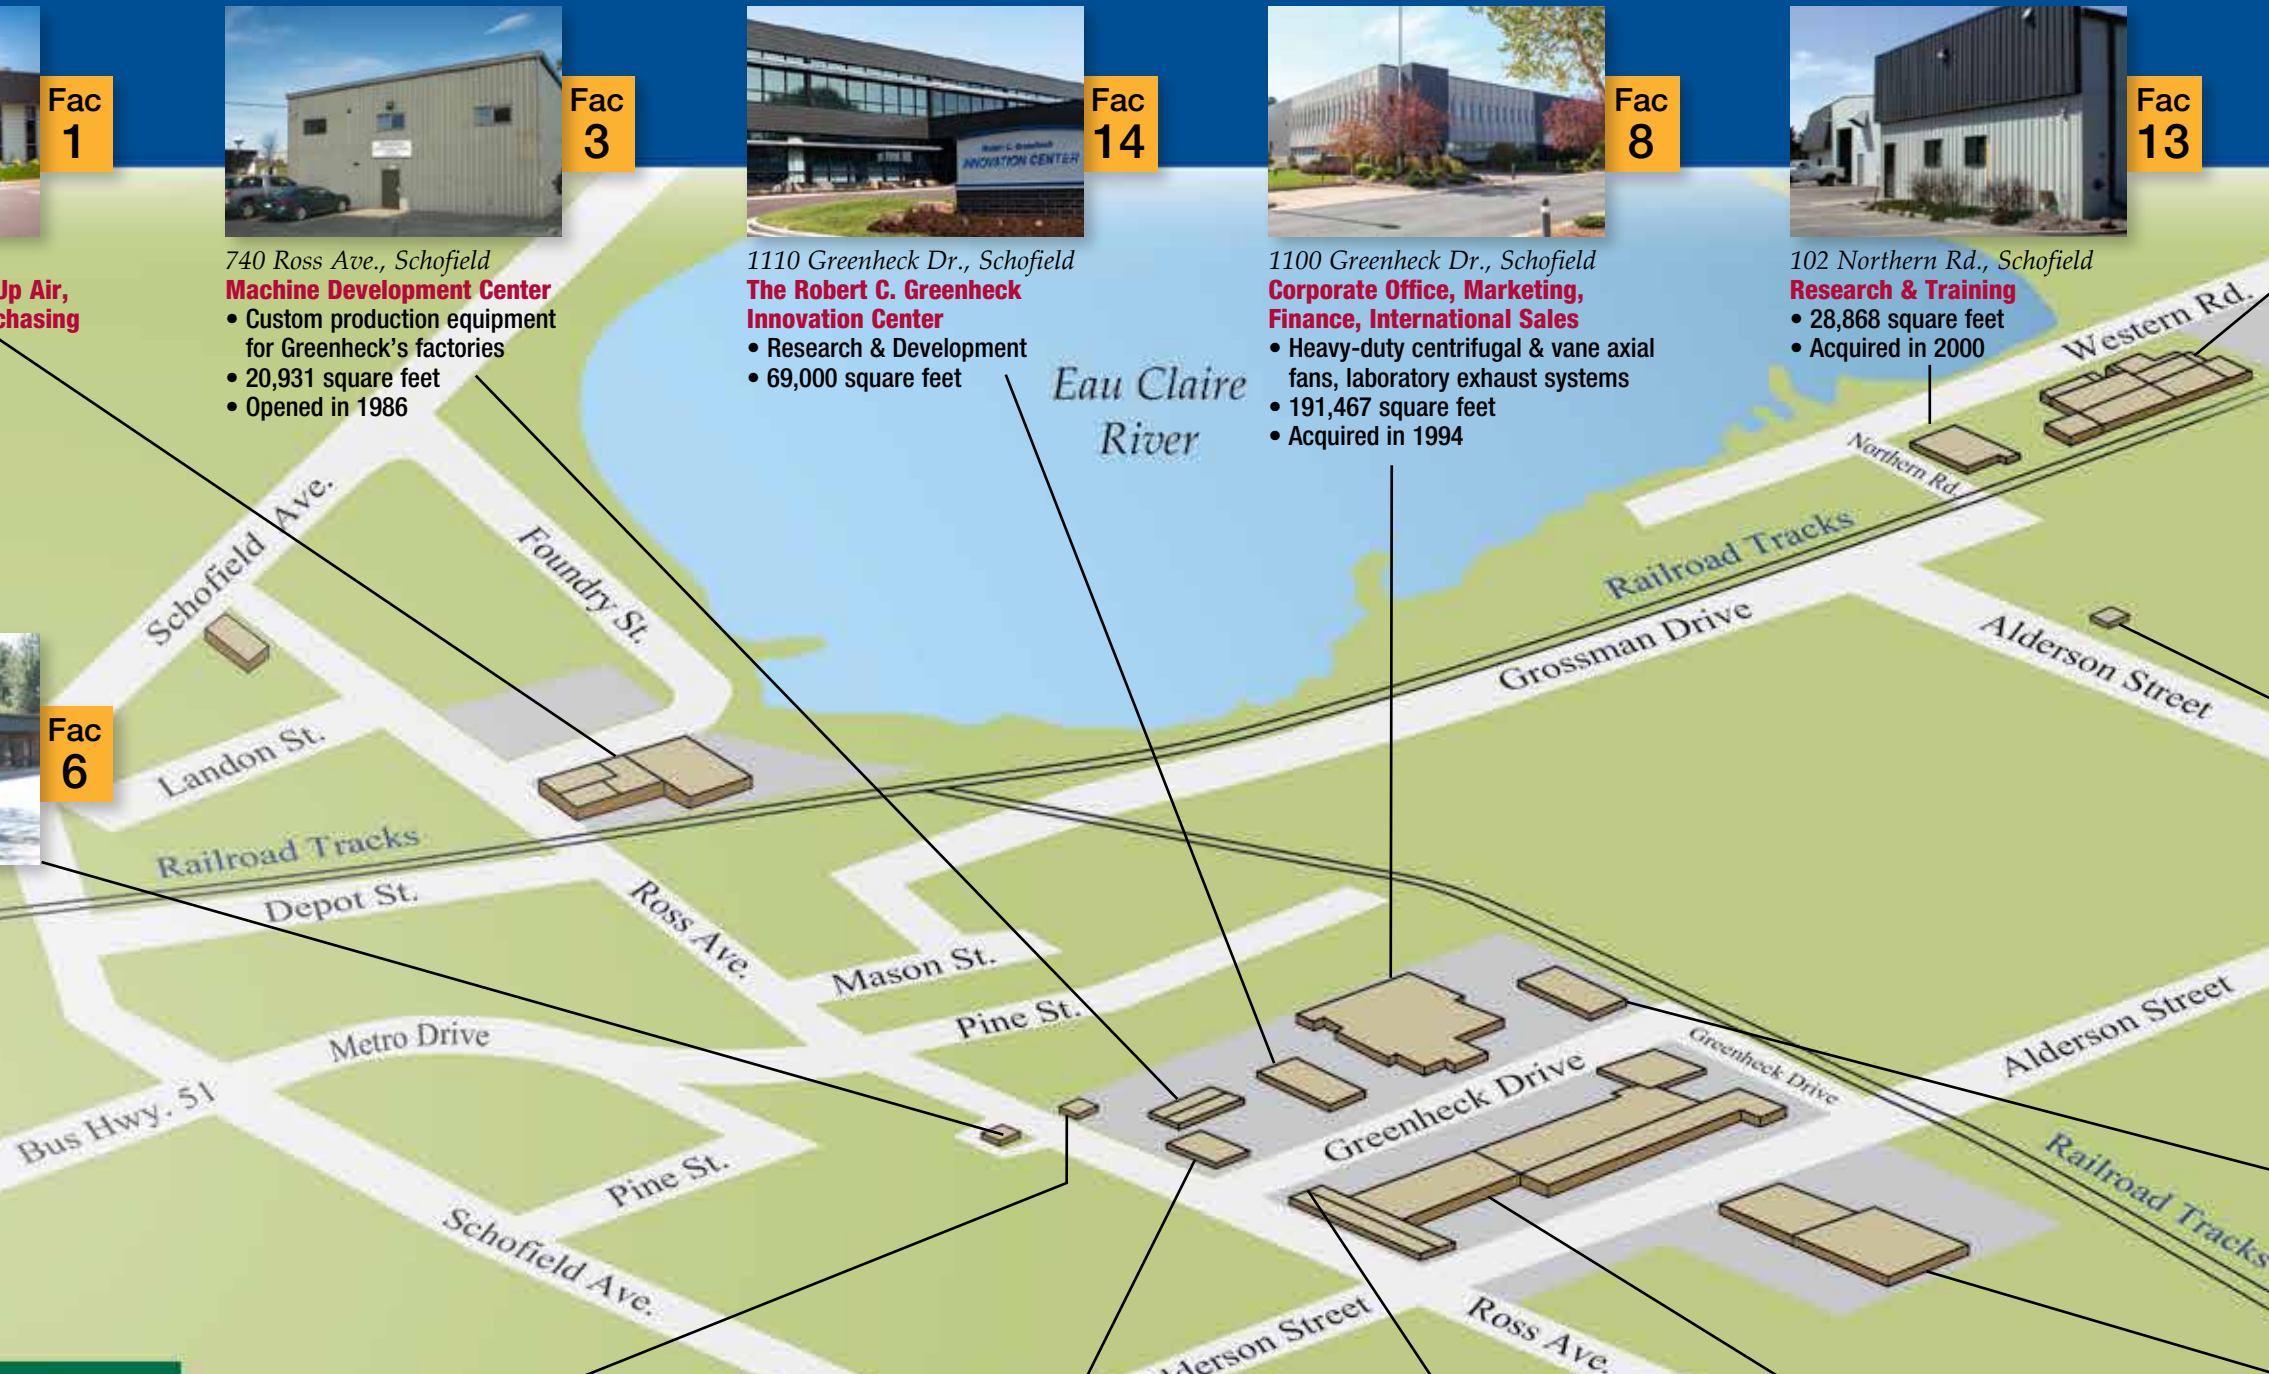 Fac
1
Fac
3
Fac
14
Fac
8
Fac
13
INNOVATION CENTER
Up Air,
chasing
740 Ross Ave., Schofield
Machine Development Center
• Custom production equipment
for Greenheck's factories
• 20,931 square feet
• Opened in 1986
1110 Greenheck Dr., Schofield
The Robert C. Greenheck
Innovation Center
• Research & Development
• 69,000 square feet
1100 Greenheck Dr., Schofield
Corporate Office, Marketing,
Finance, International Sales
• Heavy-duty centrifugal & vane axial
fans, laboratory exhaust systems
• 191,467 square feet
• Acquired in 1994
102 Northern Rd., Schofield
Research & Training
• 28,868 square feet
• Acquired in 2000
Eau Claire
River
Western Rd.
Northern Rd.
Schofield Ave.
Foundry St.
Railroad Tracks
Grossman Drive
Alderson Street
Fac
6
Landon St.
Railroad Tracks
Depot St.
Ross Ave.
Mason St.
Pine St.
Metro Drive
Greenheck Drive
Greenheck Drive
Alderson Street
Bus Hwy. 51
Pine St.
Railroad Tracks
Schofield Ave.
lderson Street
Ross Ave.